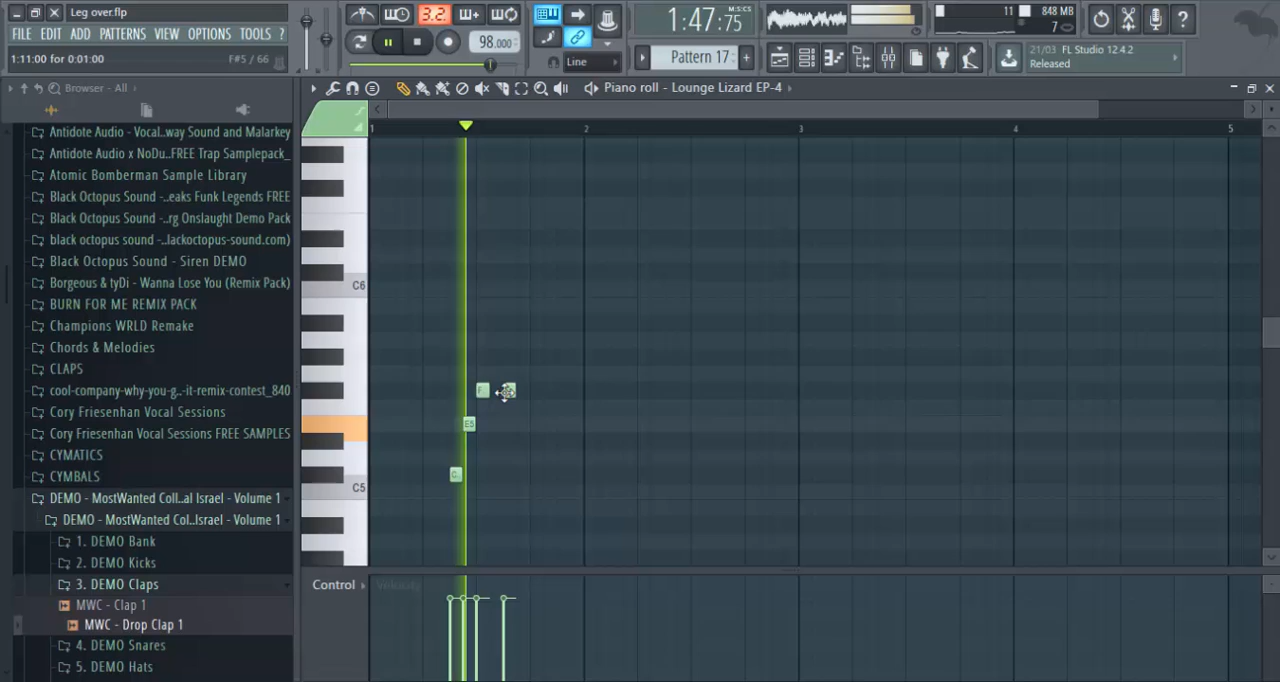 Leg over.flp
FILE EDIT ADD PATTERNS VIEW OPTIONS TOOLS ?
1:11:00 for 0:01:00 F#5 / 66
3.2.
98.000
Line
1:47:75
M:S:CS
Pattern 17
11
848 MB
7
21/03 FL Studio 12.4.2
Released
Browser - All
Antidote Audio - Vocal..way Sound and Malarkey
Antidote Audio x NoDu..FREE Trap Samplepack_
Atomic Bomberman Sample Library
Black Octopus Sound -..eaks Funk Legends FREE
Black Octopus Sound -..rg Onslaught Demo Pack
black octopus sound -..lackoctopus-sound.com)
Black Octopus Sound - Siren DEMO
Borgeous & tyDi - Wanna Lose You (Remix Pack)
BURN FOR ME REMIX PACK
Champions WRLD Remake
Chords & Melodies
CLAPS
cool-company-why-you-g..-it-remix-contest_840
Cory Friesenhan Vocal Sessions
Cory Friesenhan Vocal Sessions FREE SAMPLES
CYMATICS
CYMBALS
DEMO - MostWanted Coll..al Israel - Volume 1
DEMO - MostWanted Col..Israel - Volume 1
1. DEMO Bank
2. DEMO Kicks
3. DEMO Claps
MWC - Clap 1
MWC - Drop Clap 1
4. DEMO Snares
5. DEMO Hats
Piano roll - Lounge Lizard EP-4
1 2 3 4 5
C6
F
E5
C
C5
Control
Velocity